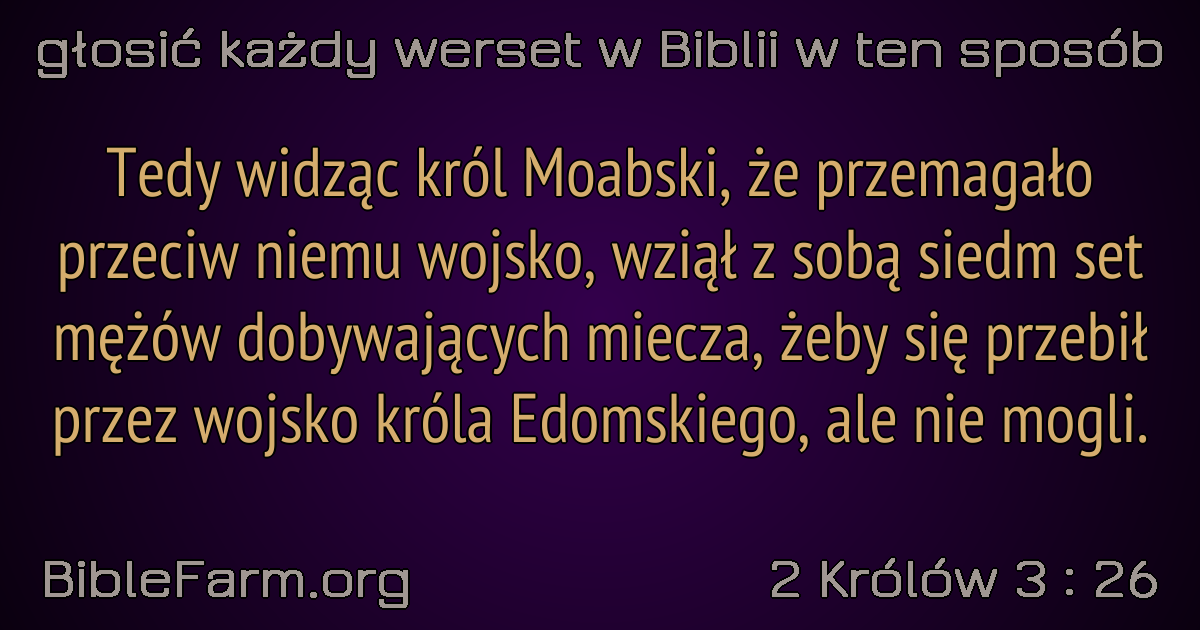 głosić każdy werset w Biblii w ten sposób
Tedy widząc król Moabski, że przemagało
przeciw niemu wojsko, wziął z sobą siedm set
mężów dobywających miecza, żeby się przebił
przez wojsko króla Edomskiego, ale nie mogli.
BibleFarm.org
2 Królów 3 : 26